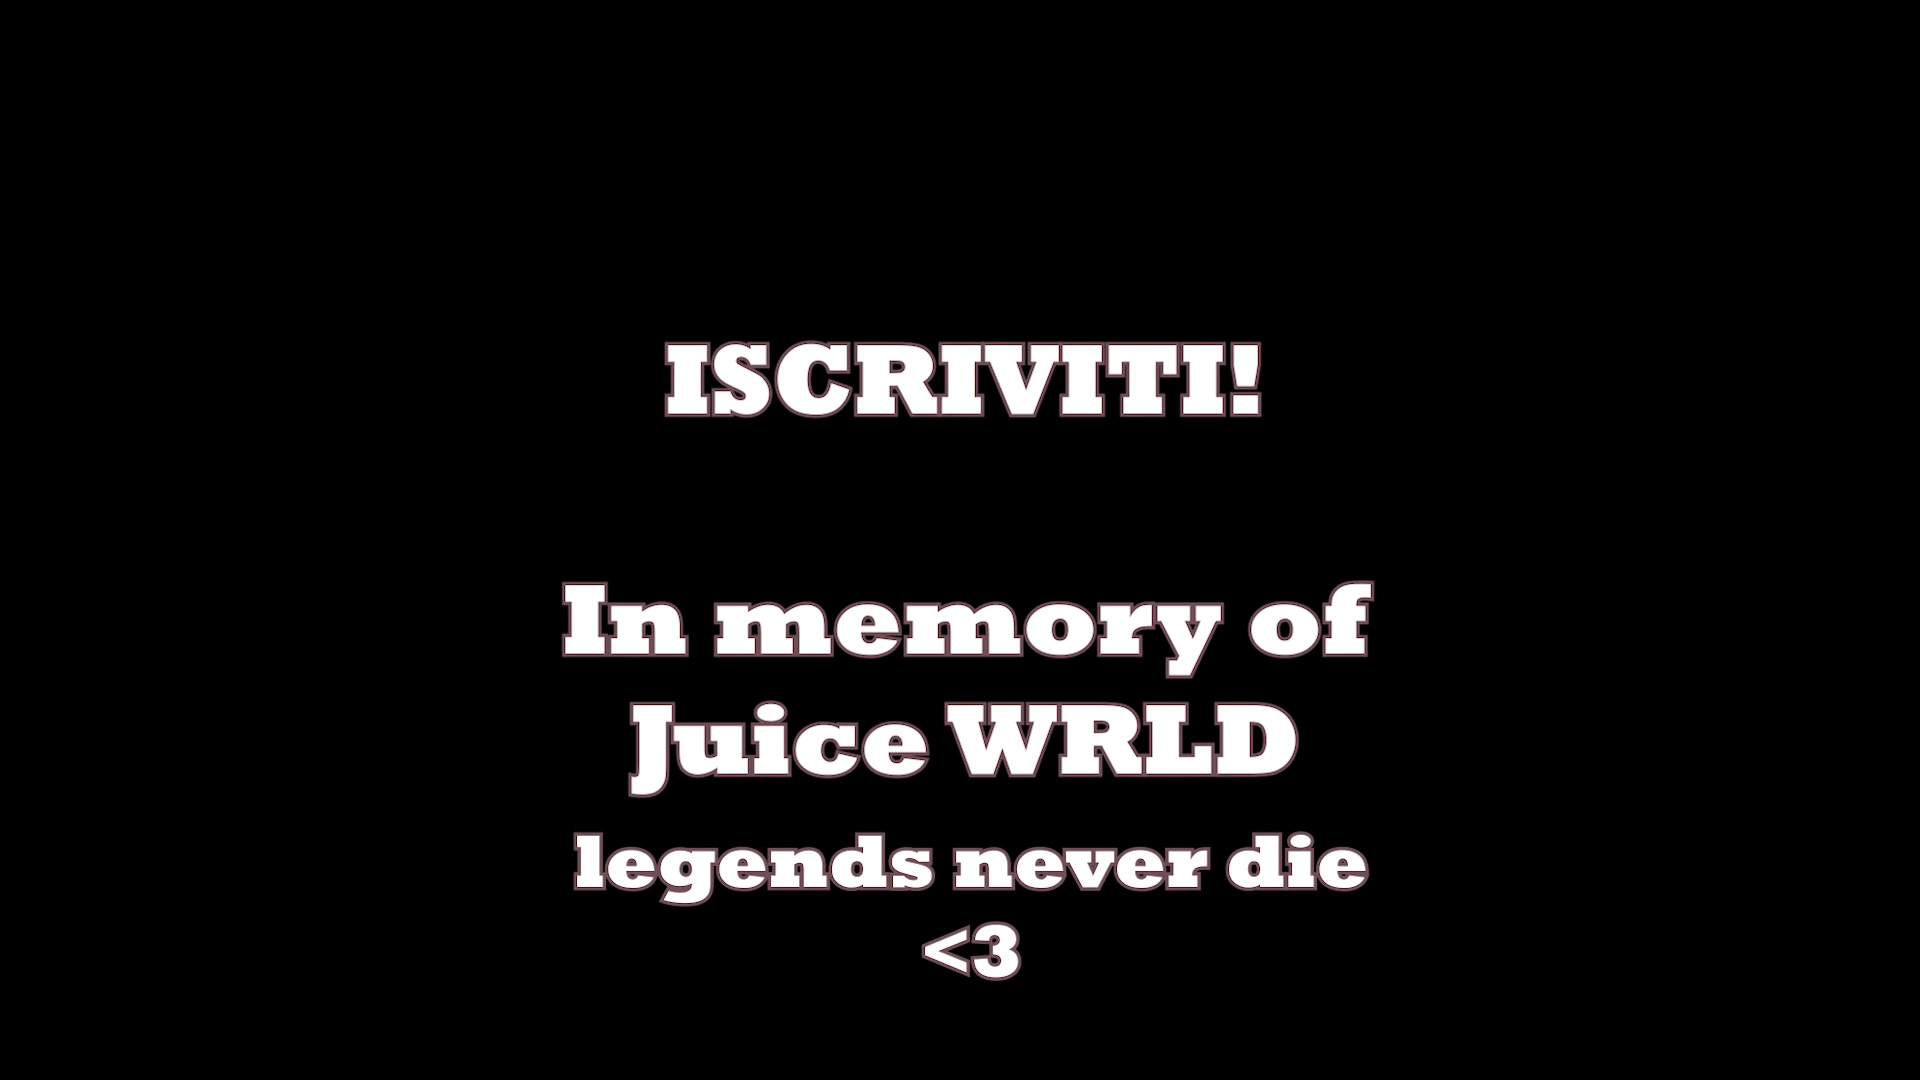 ISCRIVITI!
In memory of
Juice WRLD
legends never die
<3